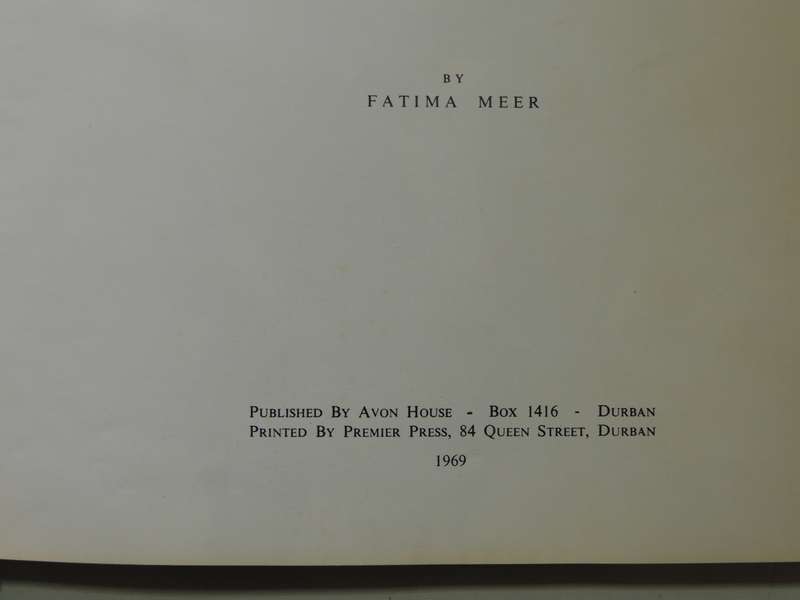 BY
FATIMA MEER
PUBLISHED BY AVON HOUSE - BOX 1416 - DURBAN
PRINTED BY PREMIER PRESS, 84 QUEEN STREET, DURBAN
1969